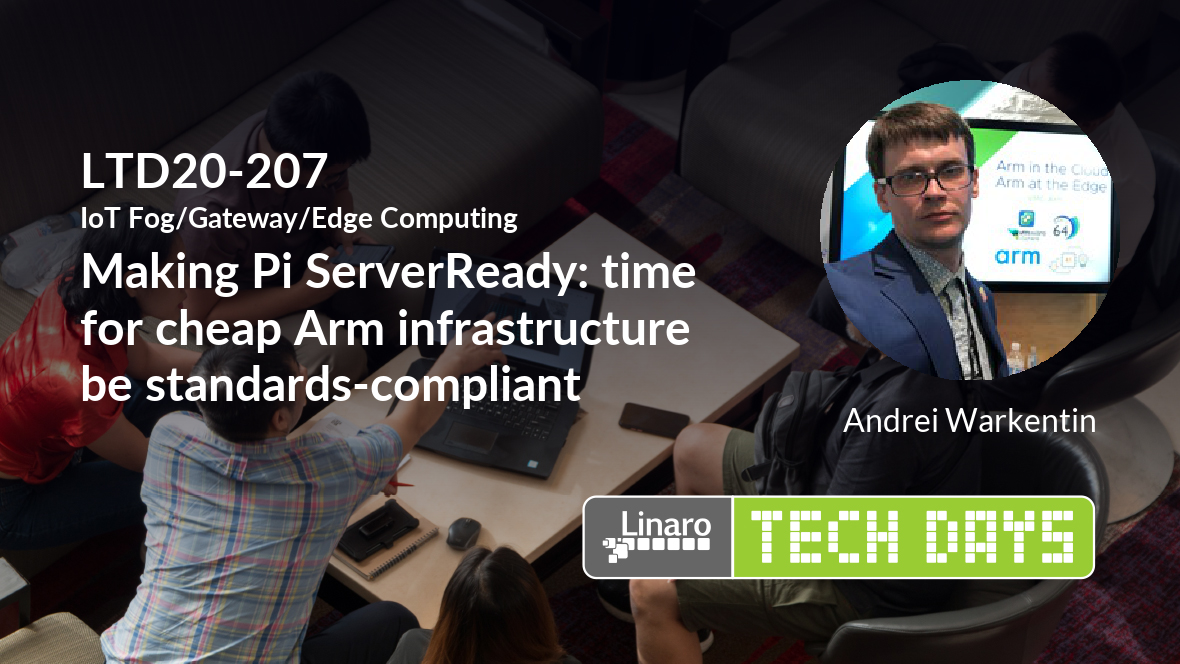 LTD20-207
IoT Fog/Gateway/Edge Computing
Making Pi ServerReady: time
for cheap Arm infrastructure
be standards-compliant
Arm in the Cloud
Arm at the Edge
64
arm
Andrei Warkentin
Linaro
TECH DAYS